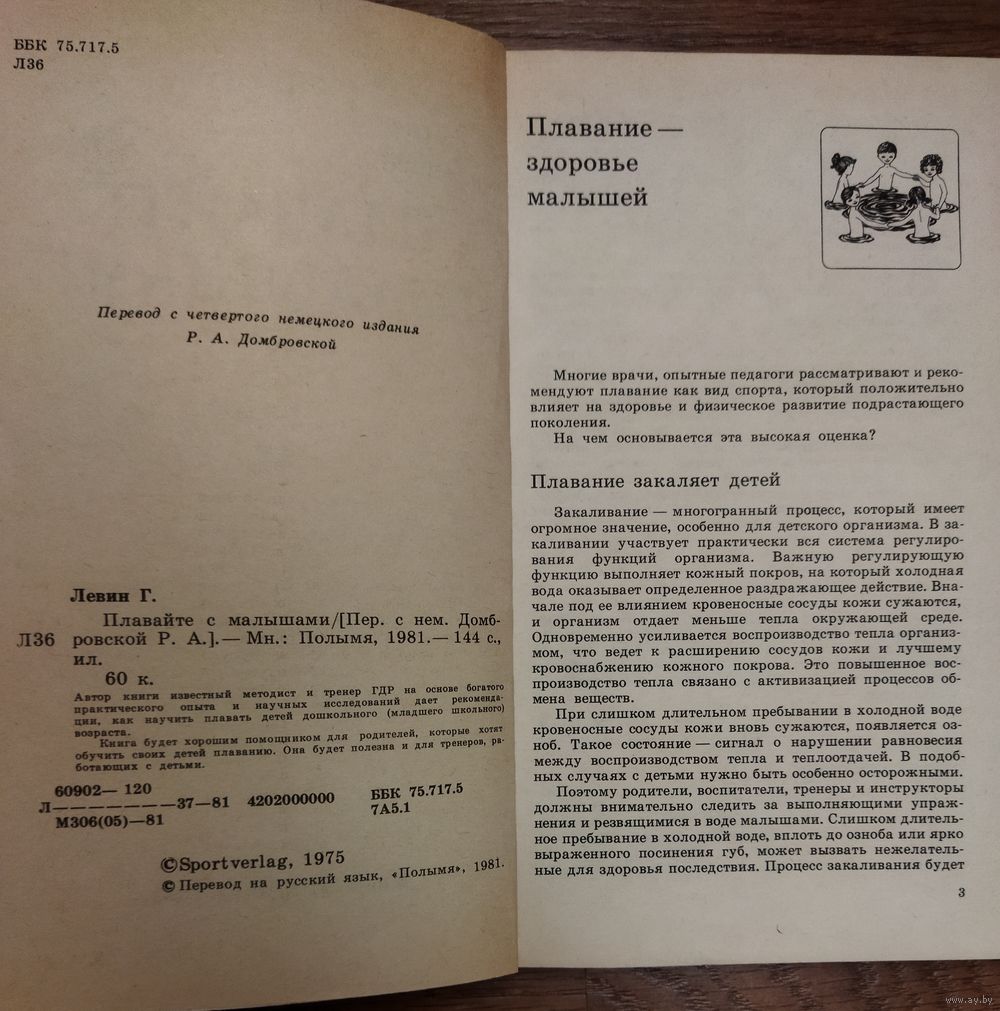 ББК 75.717.5
Л36
Перевод с четвертого немецкого издания
Р. А. Домбровской
Левин Г.
Плавайте с малышами/[Пер. с нем. Домб-
Л36 ровской Р. А.].— Мн.: Полымя, 1981.— 144 с.,
ил.
60 к.
Автор книги известный методист и тренер ГДР на основе богатого
практического опыта и научных исследований дает рекоменда-
ции, как научить плавать детей дошкольного (младшего школьного)
возраста.
Книга будет хорошим помощником для родителей, которые хотят
обучить своих детей плаванию. Она будет полезна и для тренеров, ра-
ботающих с детьми.
60902— 120
Л————————37—81 4202000000
М306(05)—81
ББК 75.717.5
7А5.1
©Sportverlag, 1975
© Перевод на русский язык, «Полымя», 1981.
Плавание —
здоровье
малышей
Многие врачи, опытные педагоги рассматривают и реко-
мендуют плавание как вид спорта, который положительно
влияет на здоровье и физическое развитие подрастающего
поколения.
На чем основывается эта высокая оценка?
Плавание закаляет детей
Закаливание — многогранный процесс, который имеет
огромное значение, особенно для детского организма. В за-
каливании участвует практически вся система регулиро-
вания функций организма. Важную регулирующую
функцию выполняет кожный покров, на который холодная
вода оказывает определенное раздражающее действие. Вна-
чале под ее влиянием кровеносные сосуды кожи сужаются,
и организм отдает меньше тепла окружающей среде.
Одновременно усиливается воспроизводство тепла организ-
мом, что ведет к расширению сосудов кожи и лучшему
кровоснабжению кожного покрова. Это повышенное вос-
производство тепла связано с активизацией процессов об-
мена веществ.
При слишком длительном пребывании в холодной воде
кровеносные сосуды кожи вновь сужаются, появляется оз-
ноб. Такое состояние — сигнал о нарушении равновесия
между воспроизводством тепла и теплоотдачей. В подоб-
ных случаях с детьми нужно быть особенно осторожными.
Поэтому родители, воспитатели, тренеры и инструкторы
должны внимательно следить за выполняющими упраж-
нения и резвящимися в воде малышами. Слишком длитель-
ное пребывание в холодной воде, вплоть до озноба или ярко
выраженного посинения губ, может вызвать нежелатель-
ные для здоровья последствия. Процесс закаливания будет
3
www.ay.by